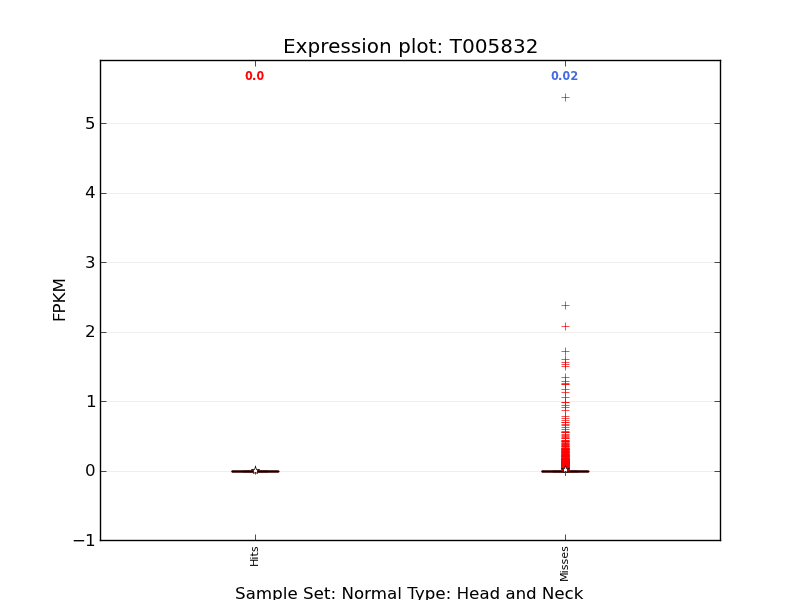 Expression plot: T005832
0.0
0.02
5
4
3
2
1
0
−1
FPKM
Hits
Misses
Sample Set: Normal Type: Head and Neck